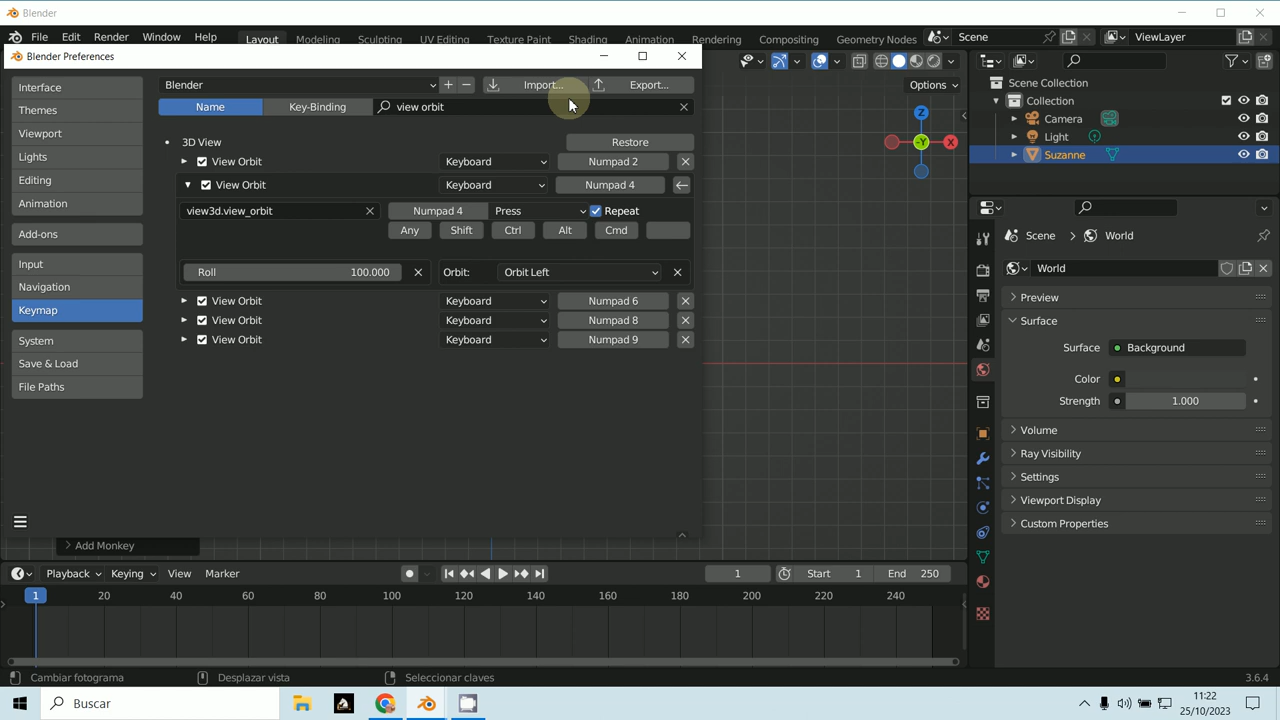 Blender
File Edit Render Window Help Layout Modeling Sculpting UV Editing Texture Paint Shading Animation Rendering Compositing Geometry Nodes Scene ViewLayer
Blender Preferences
Options
Interface
Themes
Viewport
Lights
Editing
Animation
Add-ons
Input
Navigation
Keymap
System
Save & Load
File Paths
Blender Import... Export...
Name Key-Binding view orbit
3D View Restore
View Orbit Keyboard Numpad 2
View Orbit Keyboard Numpad 4
view3d.view_orbit Numpad 4 Press Repeat
Any Shift Ctrl Alt Cmd
Roll 100.000 Orbit: Orbit Left
View Orbit Keyboard Numpad 6
View Orbit Keyboard Numpad 8
View Orbit Keyboard Numpad 9
Z
-Y
X
Scene Collection
Collection
Camera
Light
Suzanne
Scene World
World
Preview
Surface
Surface Background
Color
Strength 1.000
Volume
Ray Visibility
Settings
Viewport Display
Custom Properties
Add Monkey
Playback Keying View Marker 1 Start 1 End 250
1 20 40 60 80 100 120 140 160 180 200 220 240
Cambiar fotograma Desplazar vista Seleccionar claves 3.6.4
Buscar
11:22
25/10/2023